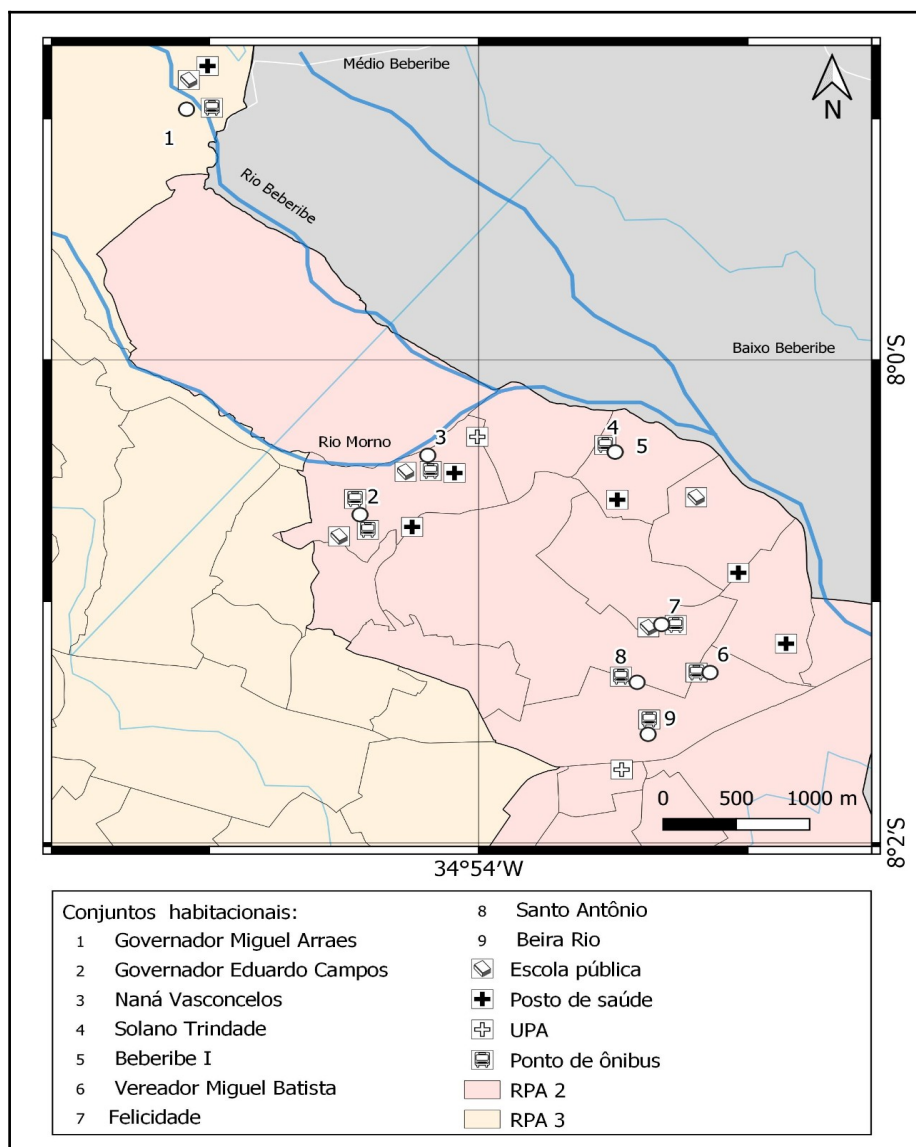 Médio Beberibe
N
1
Rio Beberibe
Baixo Beberibe
8°0′S
Rio Morno
3
4
5
2
7
8
6
9
0 500 1000 m
8°2′S
34°54′W
Conjuntos habitacionais:
1 Governador Miguel Arraes
2 Governador Eduardo Campos
3 Naná Vasconcelos
4 Solano Trindade
5 Beberibe I
6 Vereador Miguel Batista
7 Felicidade
8 Santo Antônio
9 Beira Rio
Escola pública
Posto de saúde
UPA
Ponto de ônibus
RPA 2
RPA 3